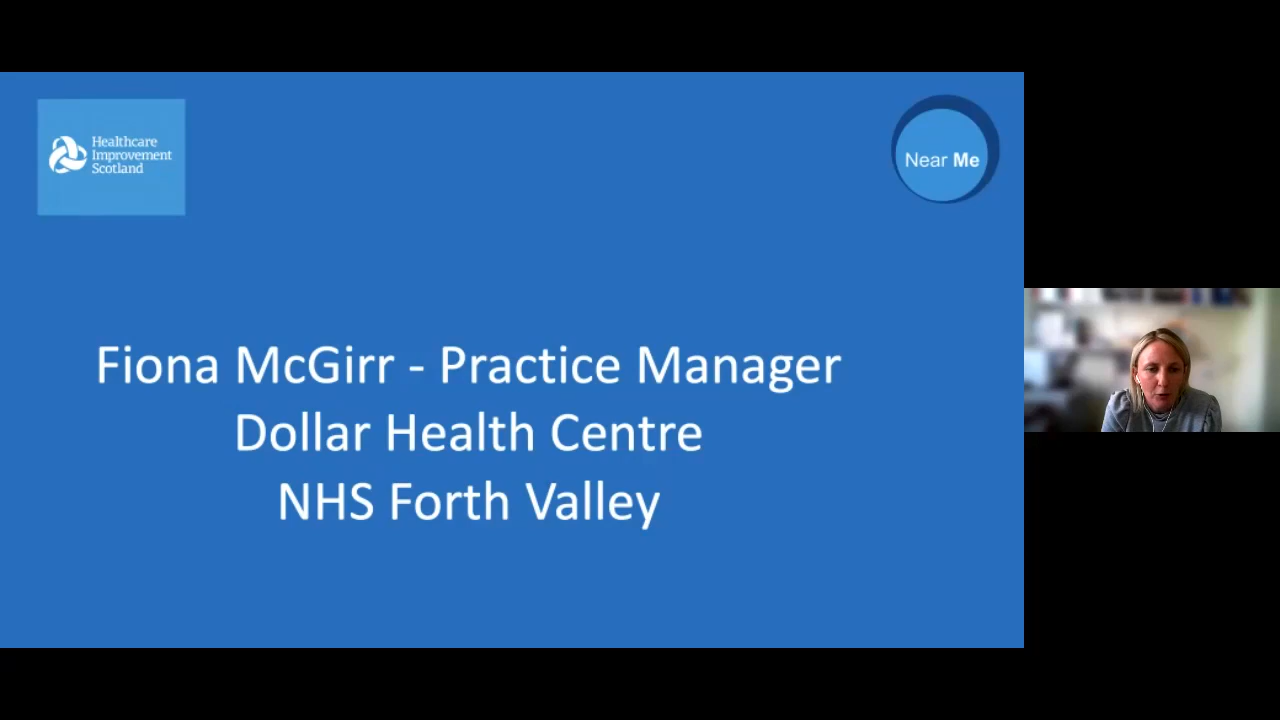 Healthcare
Improvement
Scotland
Near Me
Fiona McGirr - Practice Manager
Dollar Health Centre
NHS Forth Valley